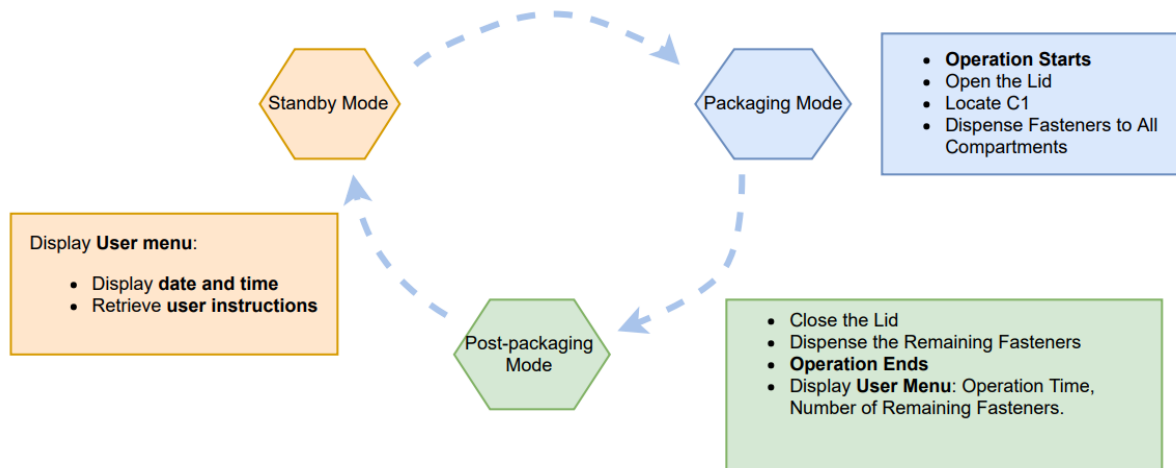 Standby Mode
Packaging Mode
• Operation Starts
• Open the Lid
• Locate C1
• Dispense Fasteners to All
Compartments
Display User menu:
• Display date and time
• Retrieve user instructions
Post-packaging
Mode
• Close the Lid
• Dispense the Remaining Fasteners
• Operation Ends
• Display User Menu: Operation Time,
Number of Remaining Fasteners.